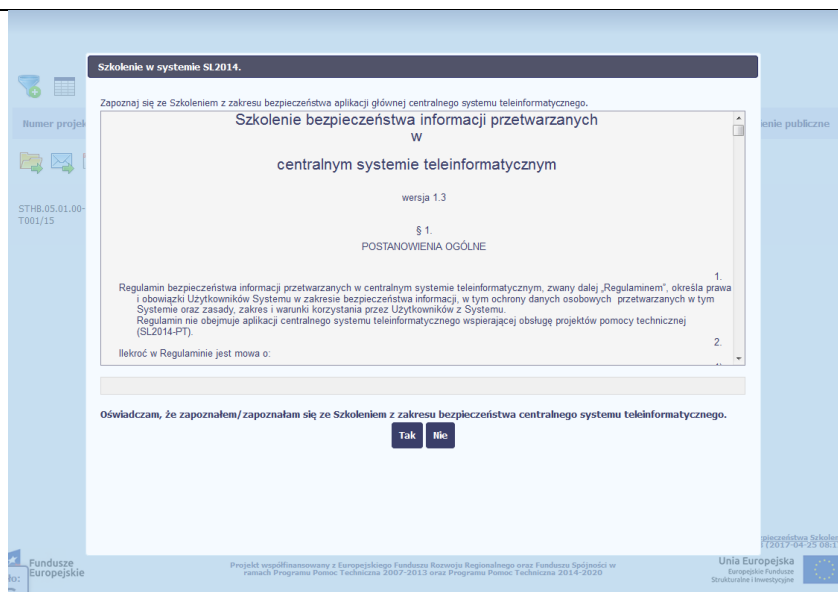 Szkolenie w systemie SL2014.
Zapoznaj się ze Szkoleniem z zakresu bezpieczeństwa aplikacji głównej centralnego systemu teleinformatycznego.
Szkolenie bezpieczeństwa informacji przetwarzanych
w
centralnym systemie teleinformatycznym
wersja 1.3
§ 1.
POSTANOWIENIA OGÓLNE
1.
Regulamin bezpieczeństwa informacji przetwarzanych w centralnym systemie teleinformatycznym, zwany dalej „Regulaminem”, określa prawa
i obowiązki Użytkowników Systemu w zakresie bezpieczeństwa informacji, w tym ochrony danych osobowych przetwarzanych w tym
Systemie oraz zasady, zakres i warunki korzystania przez Użytkowników z Systemu.
Regulamin nie obejmuje aplikacji centralnego systemu teleinformatycznego wspierającej obsługę projektów pomocy technicznej
(SL2014-PT).
2.
Ilekroć w Regulaminie jest mowa o:
Oświadczam, że zapoznałem/zapoznałam się ze Szkoleniem z zakresu bezpieczeństwa centralnego systemu teleinformatycznego.
Tak Nie
Numer projek
enie publiczne
STHB.05.01.00-
T001/15
(2017-04-25 08:1
Fundusze
Europejskie
Projekt współfinansowany z Europejskiego Funduszu Rozwoju Regionalnego oraz Funduszu Spójności w
ramach Programu Pomoc Techniczna 2007-2013 oraz Programu Pomoc Techniczna 2014-2020
Unia Europejska
Europejskie Fundusze
Strukturalne i Inwestycyjne